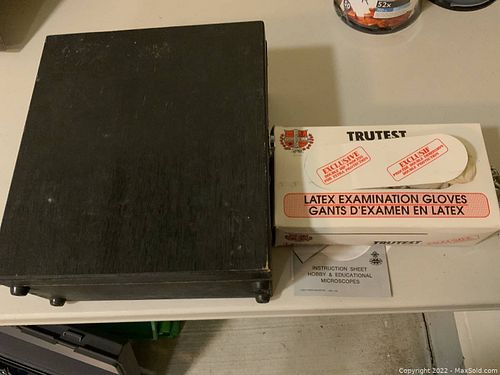 52x
TRUTEST
EXCLUSIVE
EXCLUSIF
LATEX EXAMINATION GLOVES
GANTS D'EXAMEN EN LATEX
TRUTEST
INSTRUCTION SHEET
HOBBY & EDUCATIONAL
MICROSCOPES
Copyright 2022 - MaxSold.com